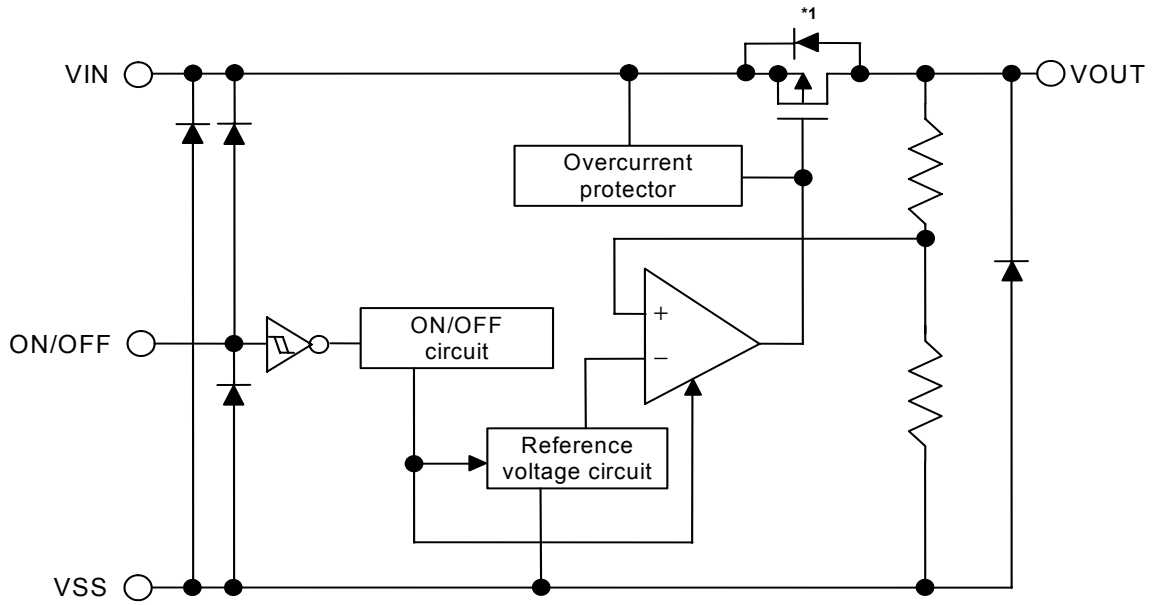 *1
VIN
VOUT
Overcurrent
protector
+
−
ON/OFF
ON/OFF
circuit
Reference
voltage circuit
VSS